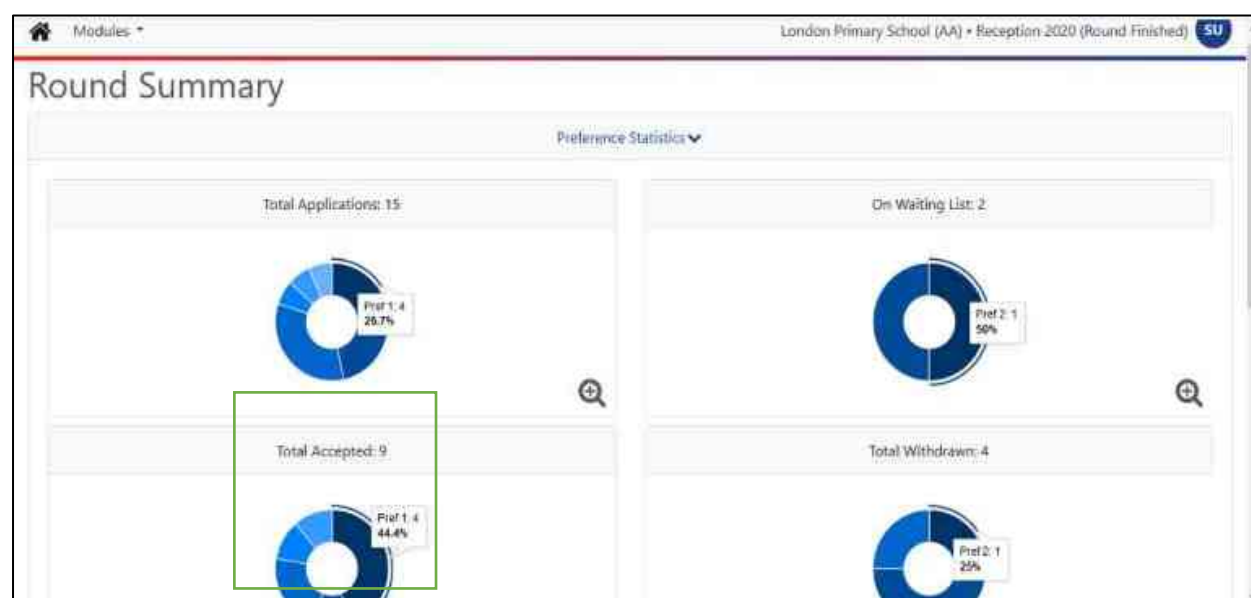 Modules
London Primary School (AA) • Reception 2020 (Round Finished) SU
Round Summary
Preference Statistics
Total Applications: 15
On Waiting List: 2
Pref 1: 4
26.7%
Pref 2: 1
50%
Total Accepted: 9
Total Withdrawn: 4
Pref 1: 4
44.4%
Pref 2: 1
25%